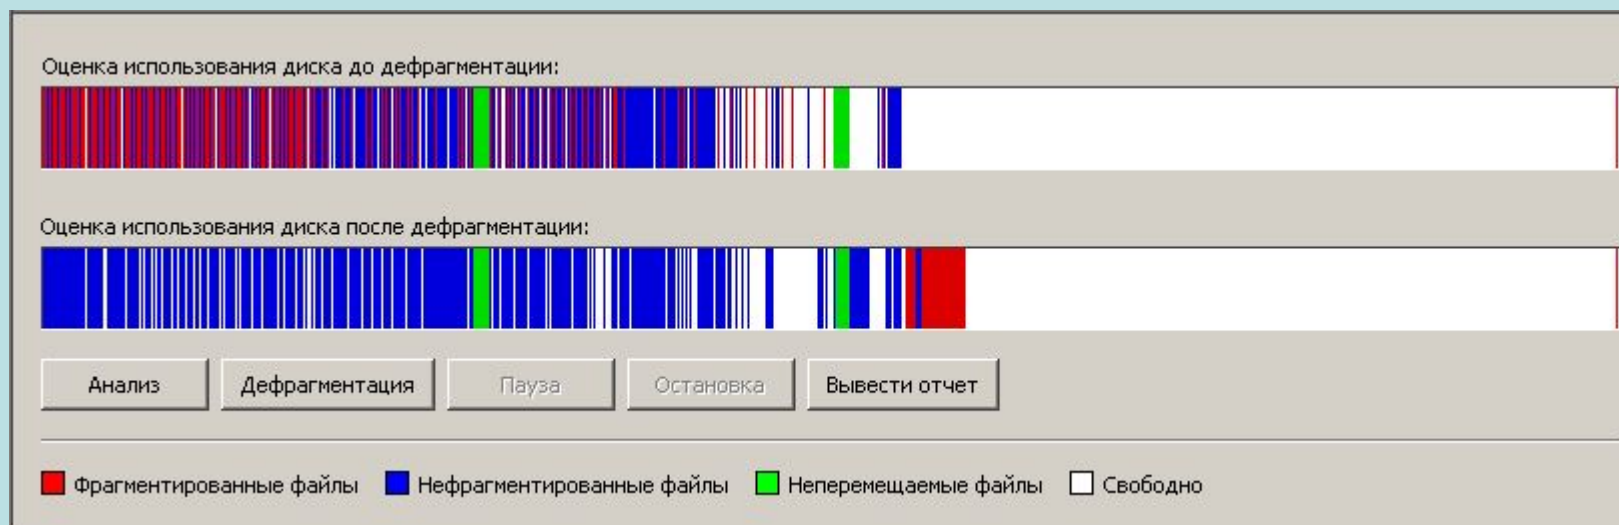 Оценка использования диска до дефрагментации:
Оценка использования диска после дефрагментации:
Анализ Дефрагментация Пауза Остановка Вывести отчет
Фрагментированные файлы Нефрагментированные файлы Неперемещаемые файлы Свободно